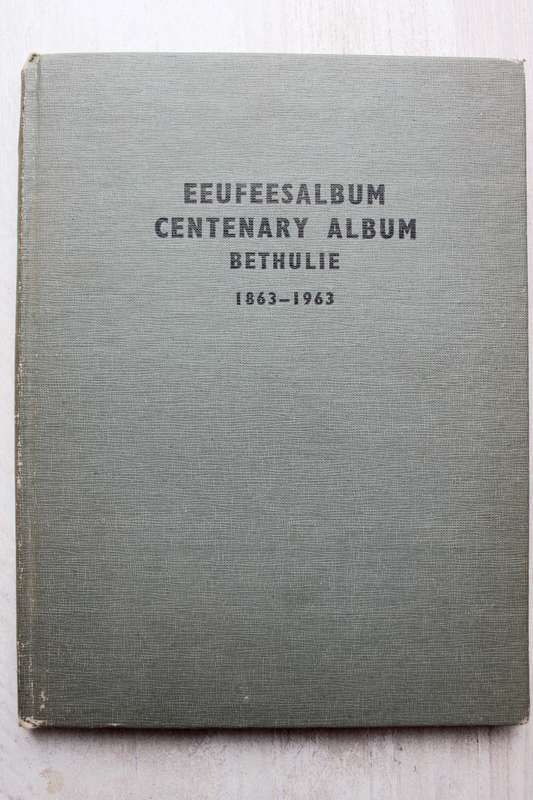 EEUFEESALBUM
CENTENARY ALBUM
BETHULIE
1863-1963